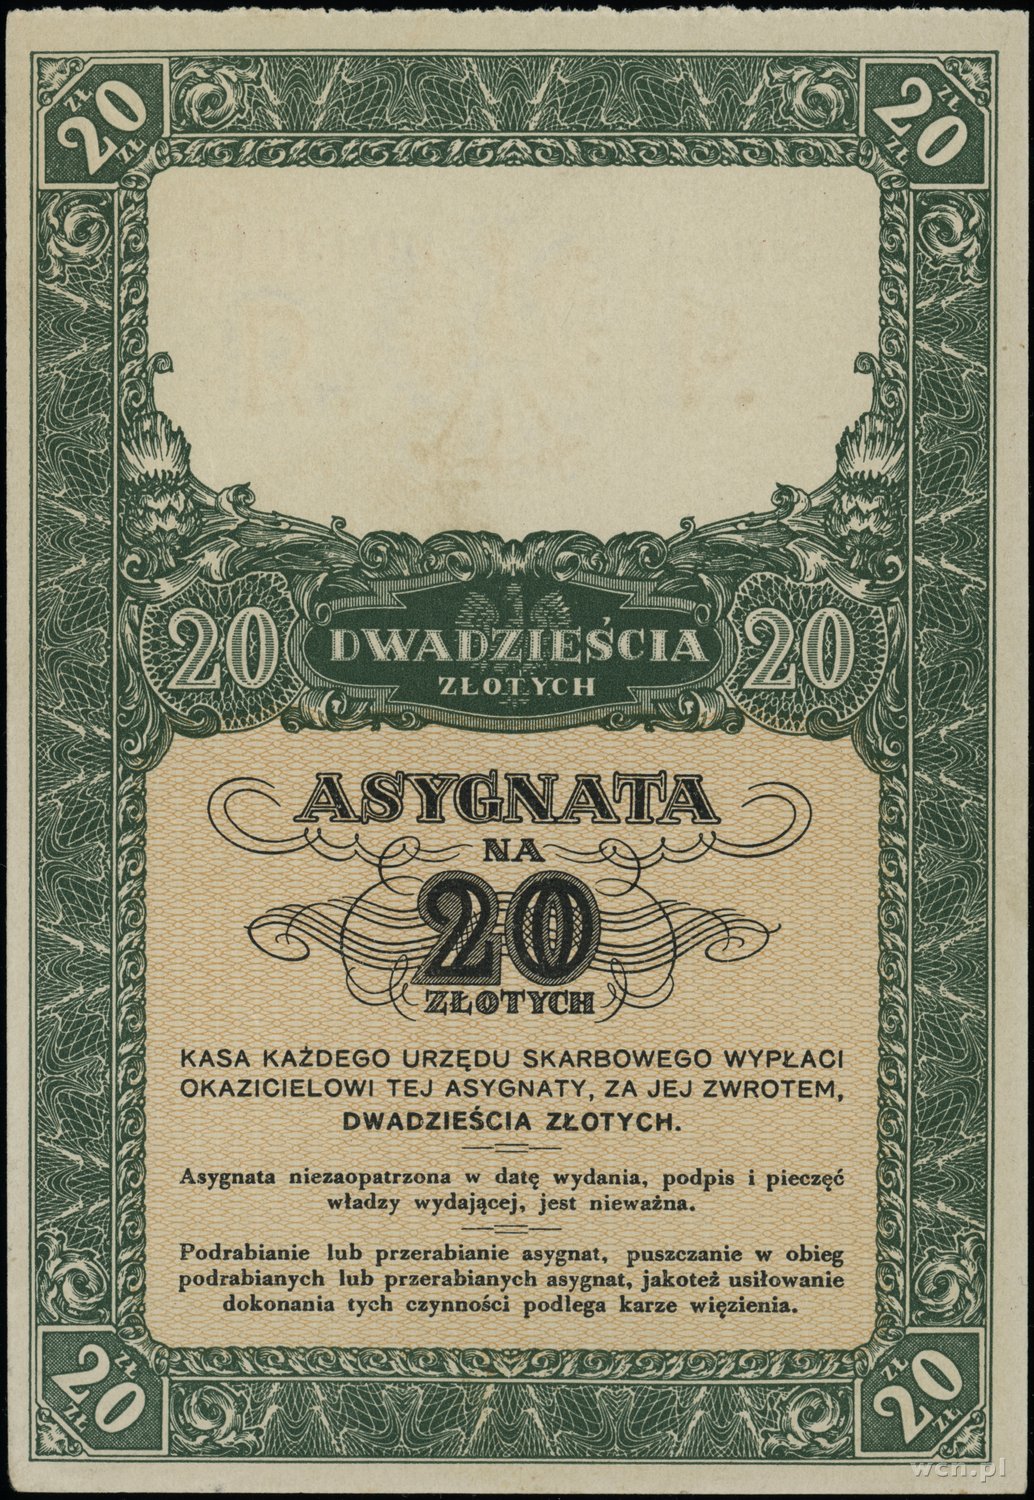 20 ZŁ ZŁ
20 ZŁ ZŁ
20
DWADZIEŚCIA
ZŁOTYCH
20
ASYGNATA
NA
20
ZŁOTYCH
KASA KAŻDEGO URZĘDU SKARBOWEGO WYPŁACI
OKAZICIELOWI TEJ ASYGNATY, ZA JEJ ZWROTEM,
DWADZIEŚCIA ZŁOTYCH.
Asygnata niezaopatrzona w datę wydania, podpis i pieczęć
władzy wydającej, jest nieważna.
Podrabianie lub przerabianie asygnat, puszczanie w obieg
podrabianych lub przerabianych asygnat, jakoteż usiłowanie
dokonania tych czynności podlega karze więzienia.
20 ZŁ ZŁ
20 ZŁ ZŁ
wcn.pl